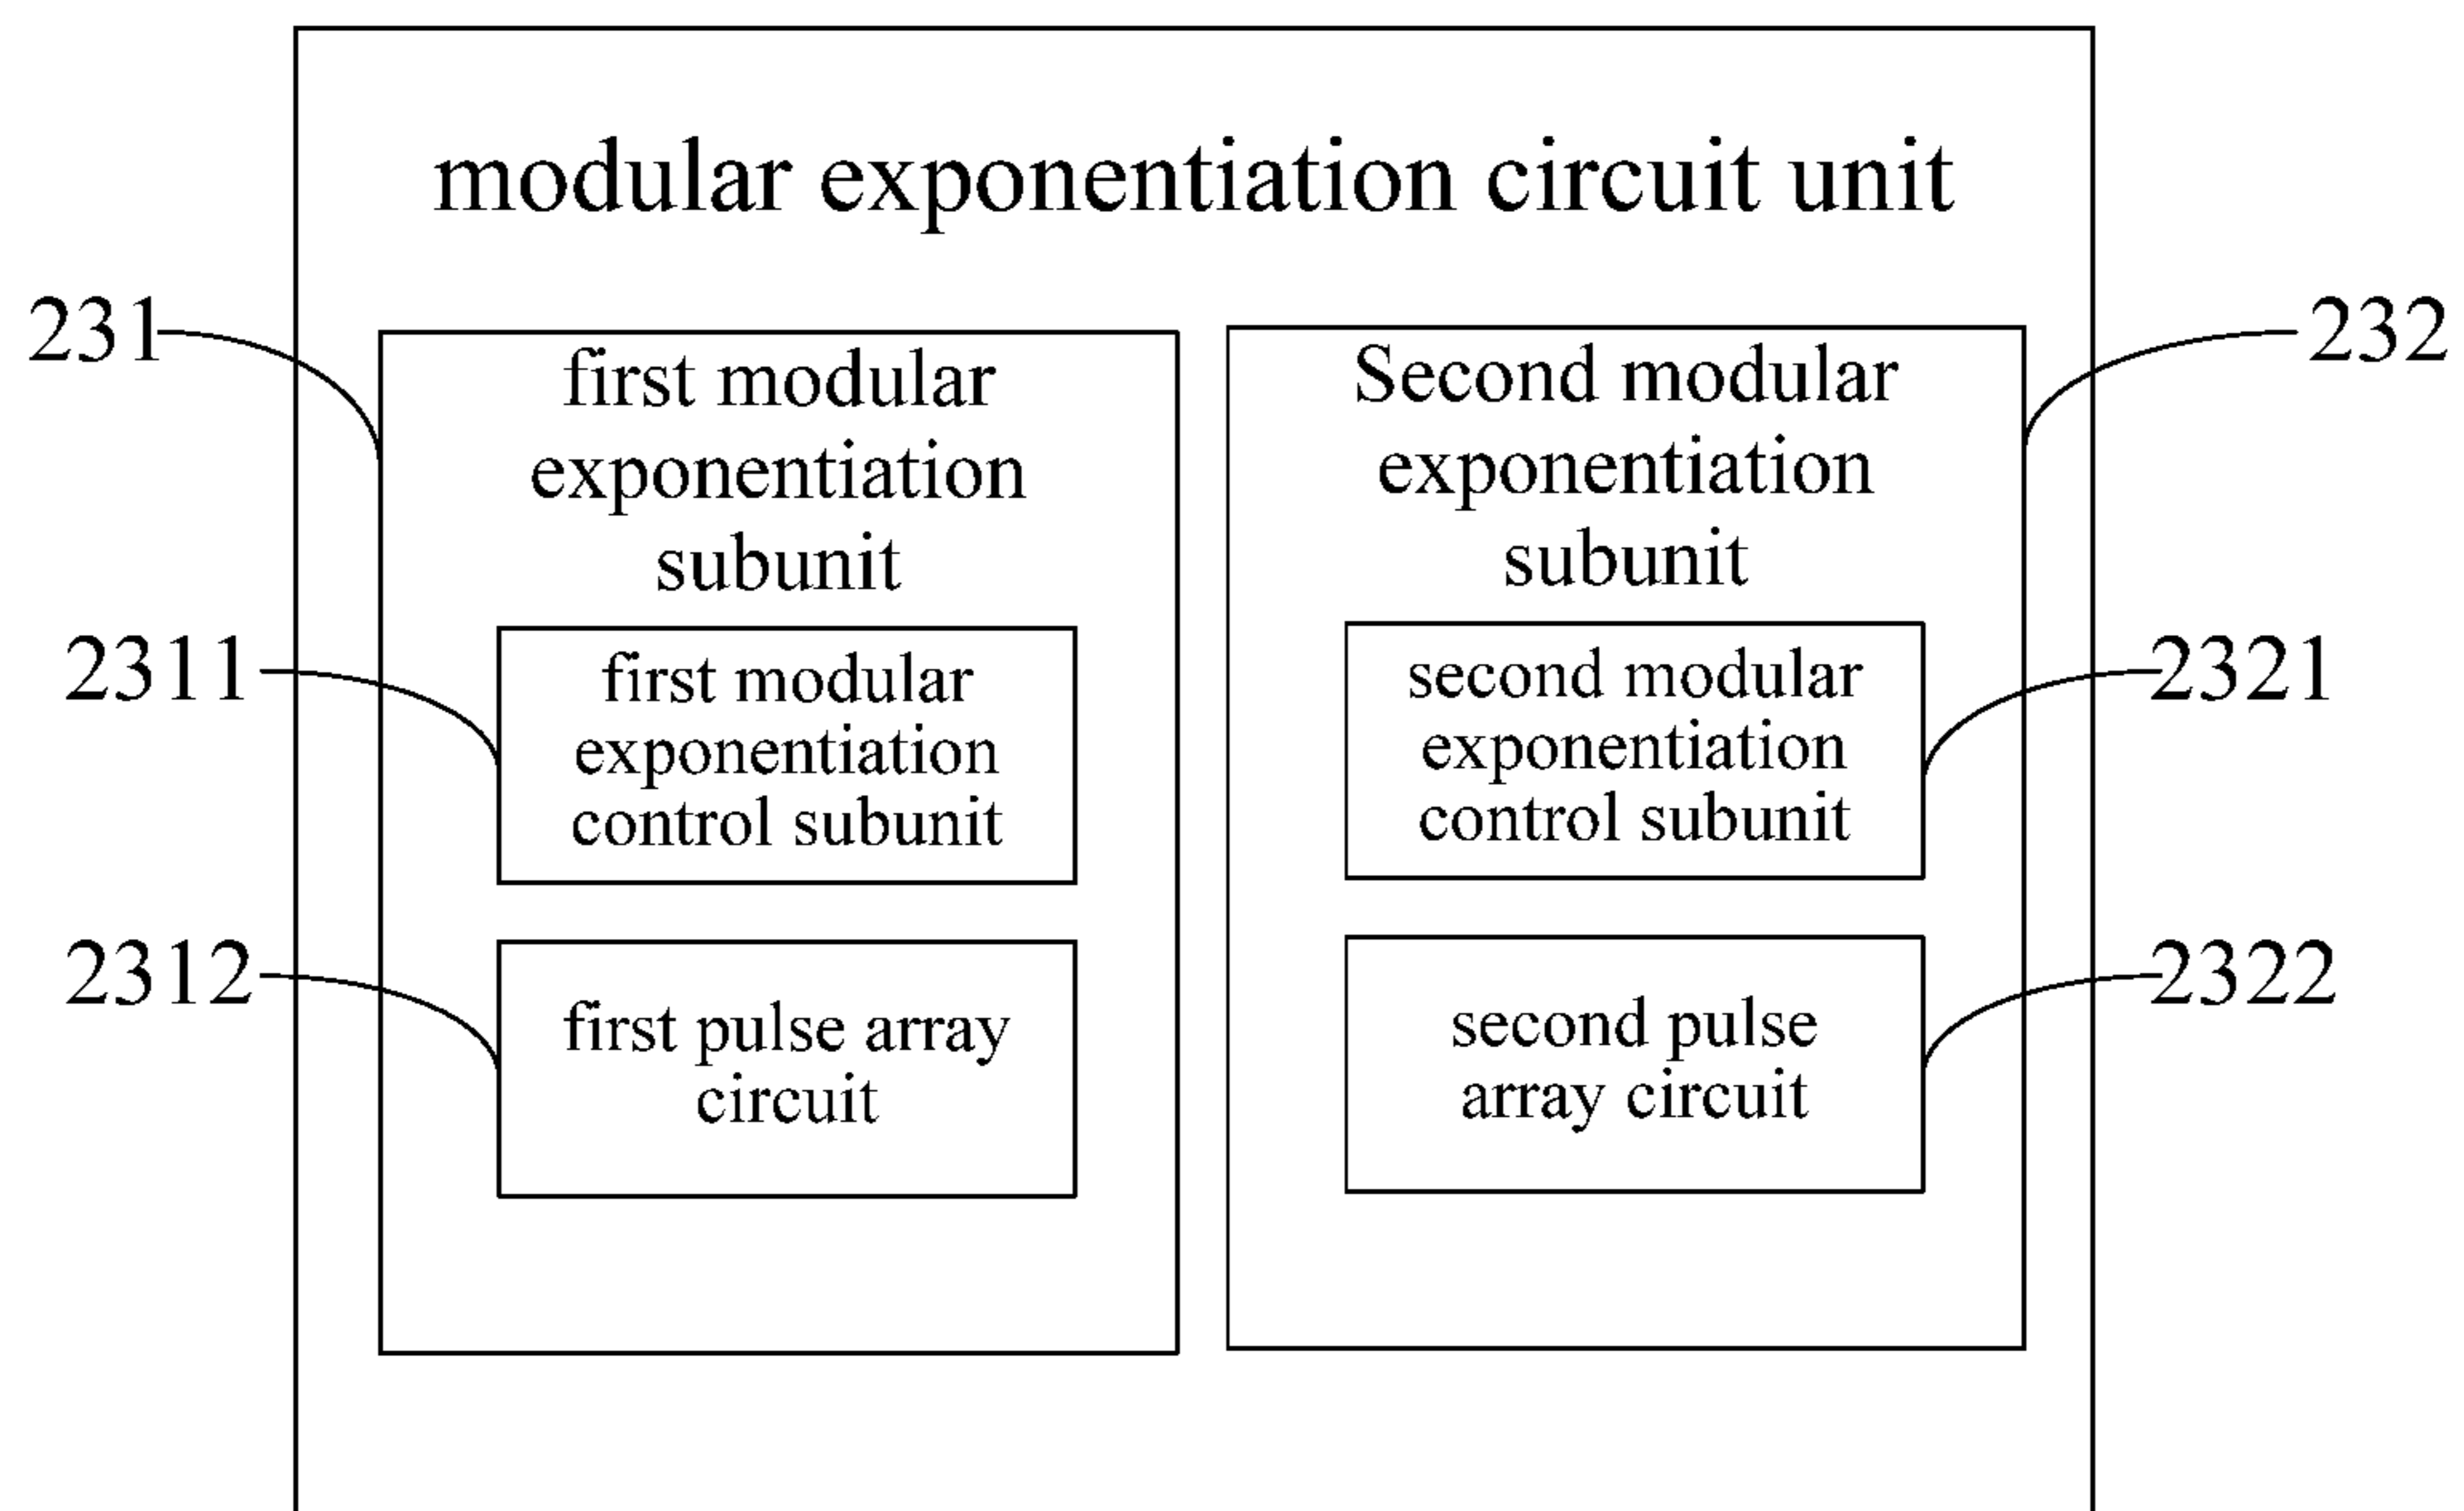 modular exponentiation circuit unit
231
first modular
exponentiation
subunit
2311
first modular
exponentiation
control subunit
2312
first pulse array
circuit
232
Second modular
exponentiation
subunit
2321
second modular
exponentiation
control subunit
2322
second pulse
array circuit